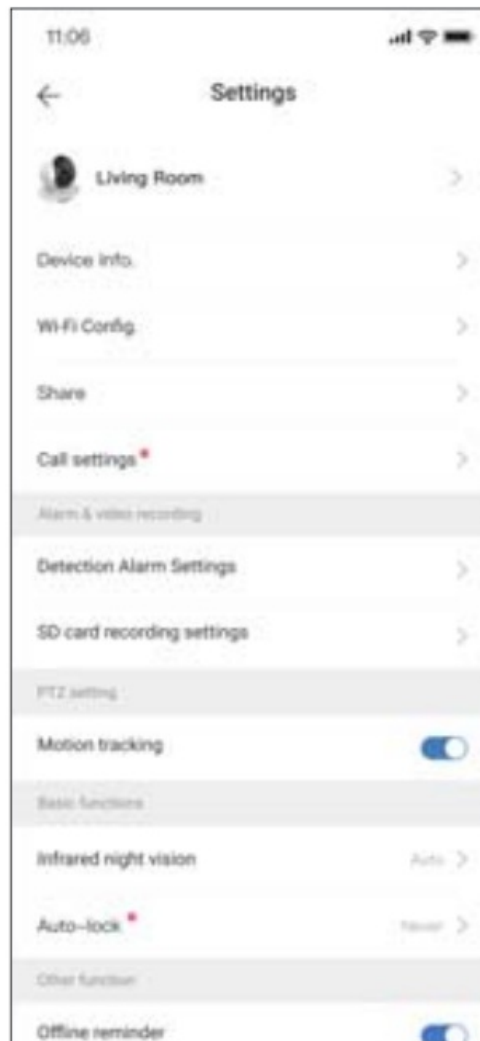 11:06
Settings
Living Room
Device info.
Wi-Fi Config.
Share
Call settings
Alarm & video recording
Detection Alarm Settings
SD card recording settings
PTZ setting
Motion tracking
Basic functions
Infrared night vision Auto
Auto-lock Never
Other function
Offline reminder